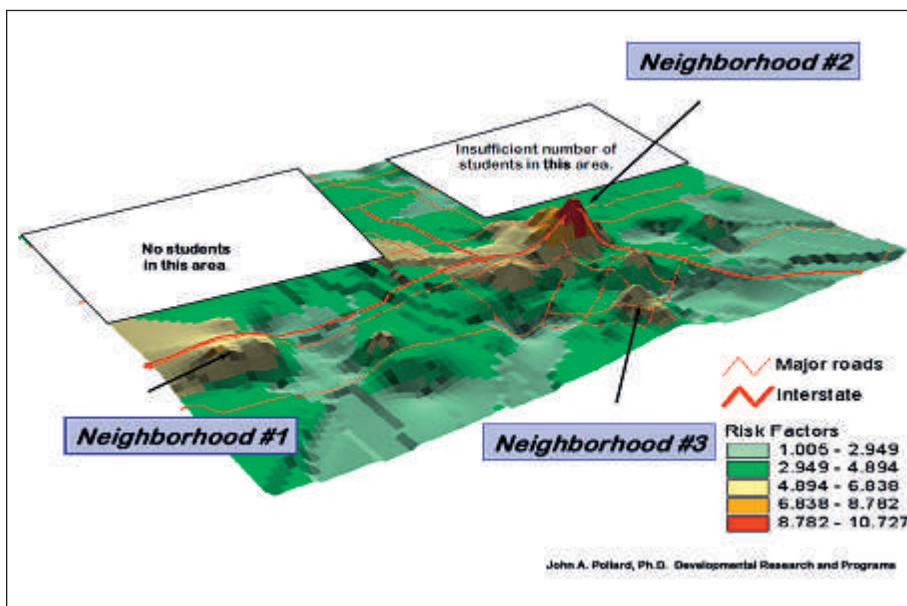 Neighborhood #2
Insufficient number of
students in this area.
No students
in this area
Neighborhood #1
Neighborhood #3
Major roads
Interstate
Risk Factors
1.005 - 2.949
2.949 - 4.894
4.894 - 6.838
6.838 - 8.782
8.782 - 10.727
John A. Pollard, Ph.D. Developmental Research and Programs